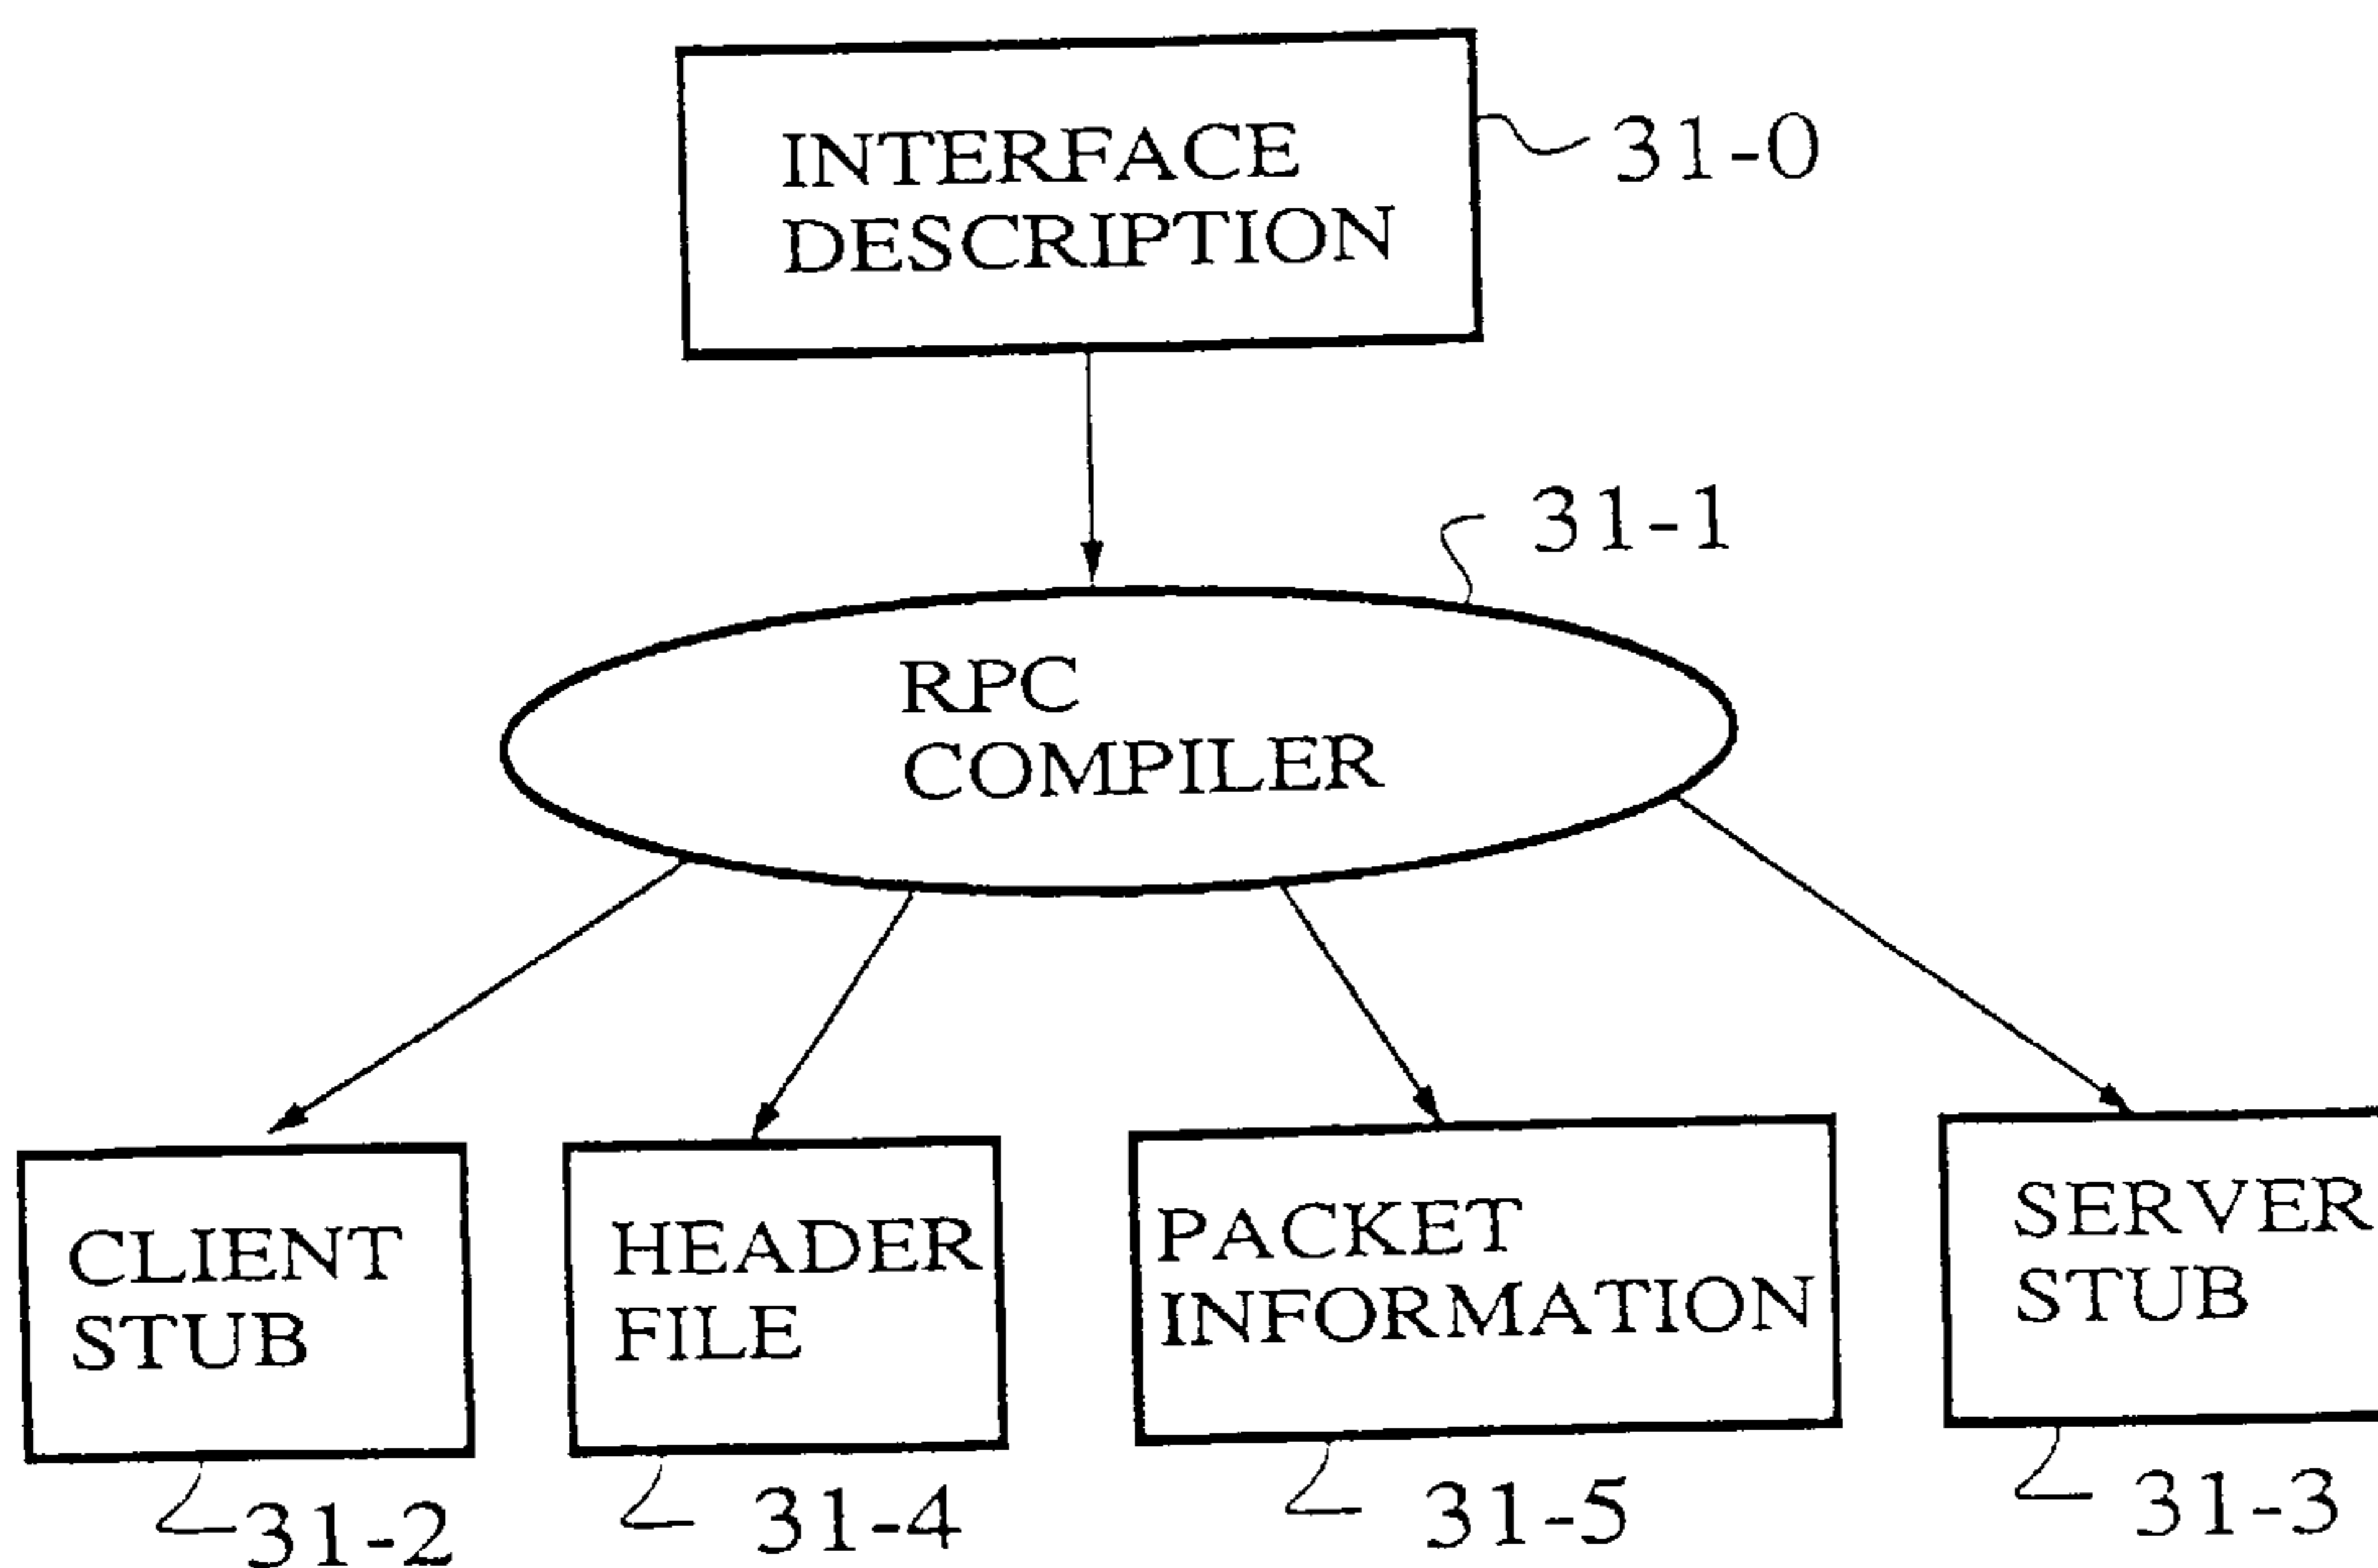 INTERFACE
DESCRIPTION
31-0
31-1
RPC
COMPILER
CLIENT
STUB
HEADER
FILE
PACKET
INFORMATION
SERVER
STUB
31-2
31-4
31-5
31-3